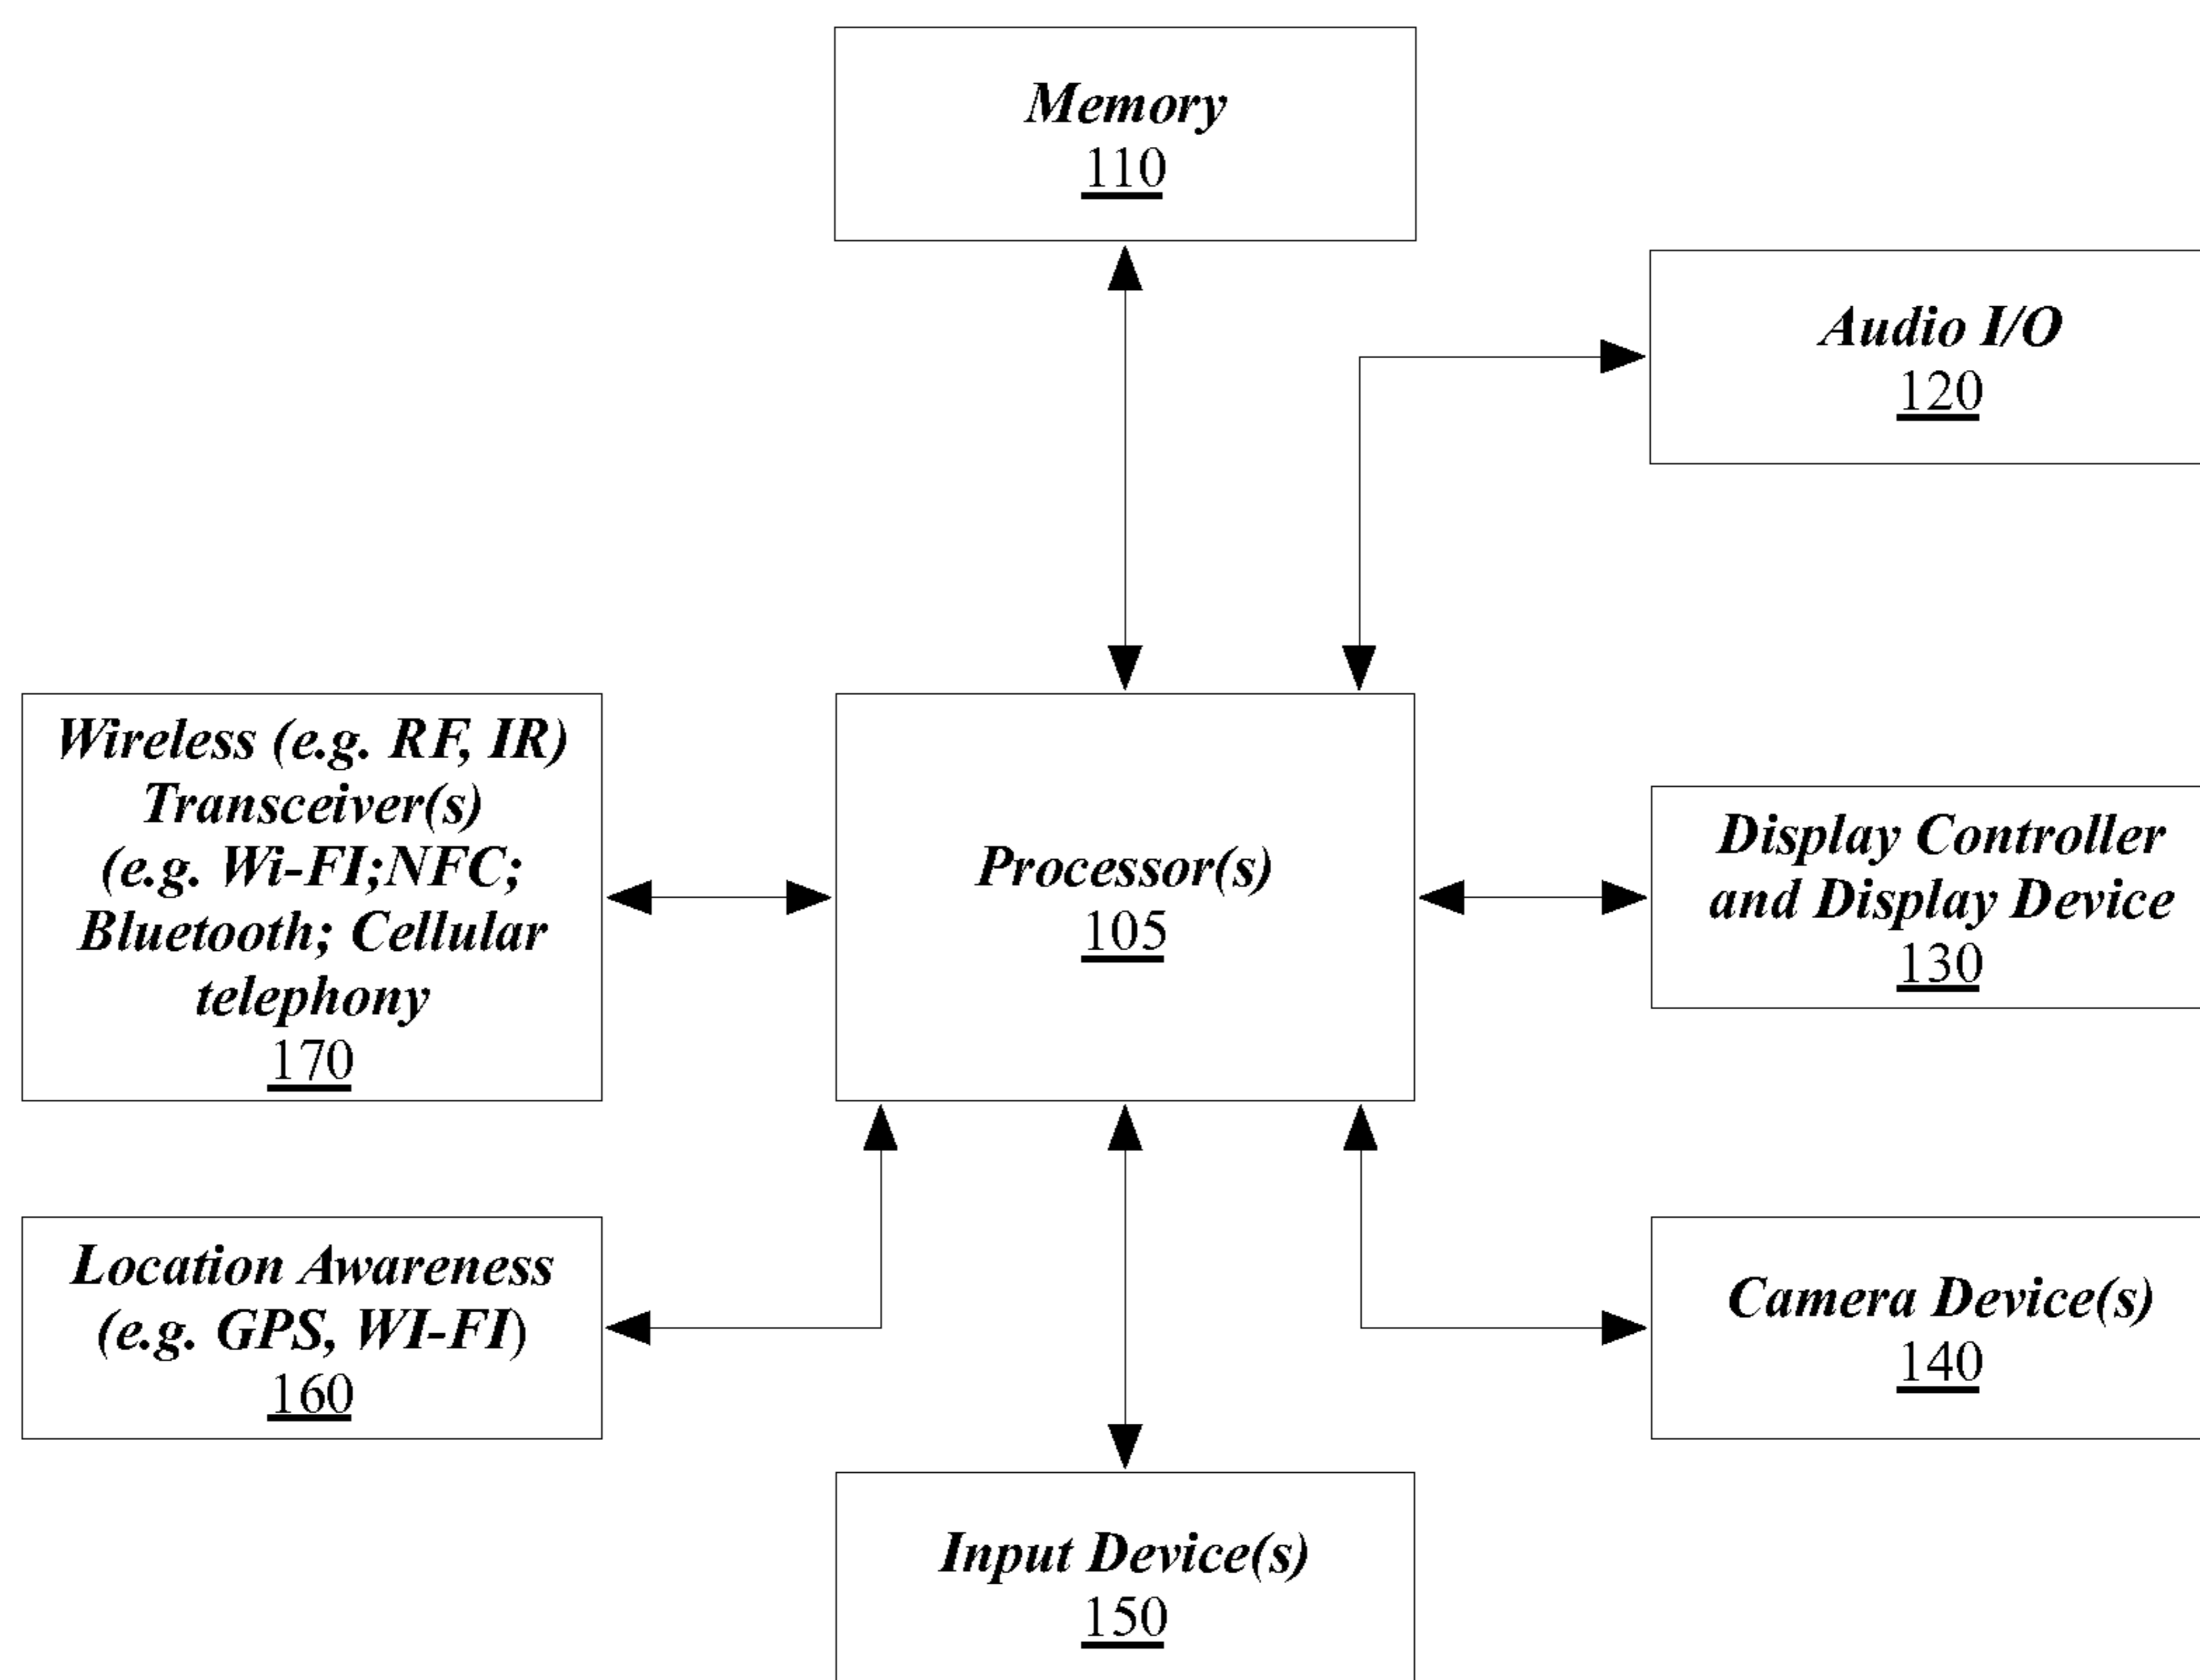 Memory
110
Audio I/O
120
Wireless (e.g. RF, IR)
Transceiver(s)
(e.g. Wi-FI;NFC;
Bluetooth; Cellular
telephony
170
Processor(s)
105
Display Controller
and Display Device
130
Location Awareness
(e.g. GPS, WI-FI)
160
Camera Device(s)
140
Input Device(s)
150